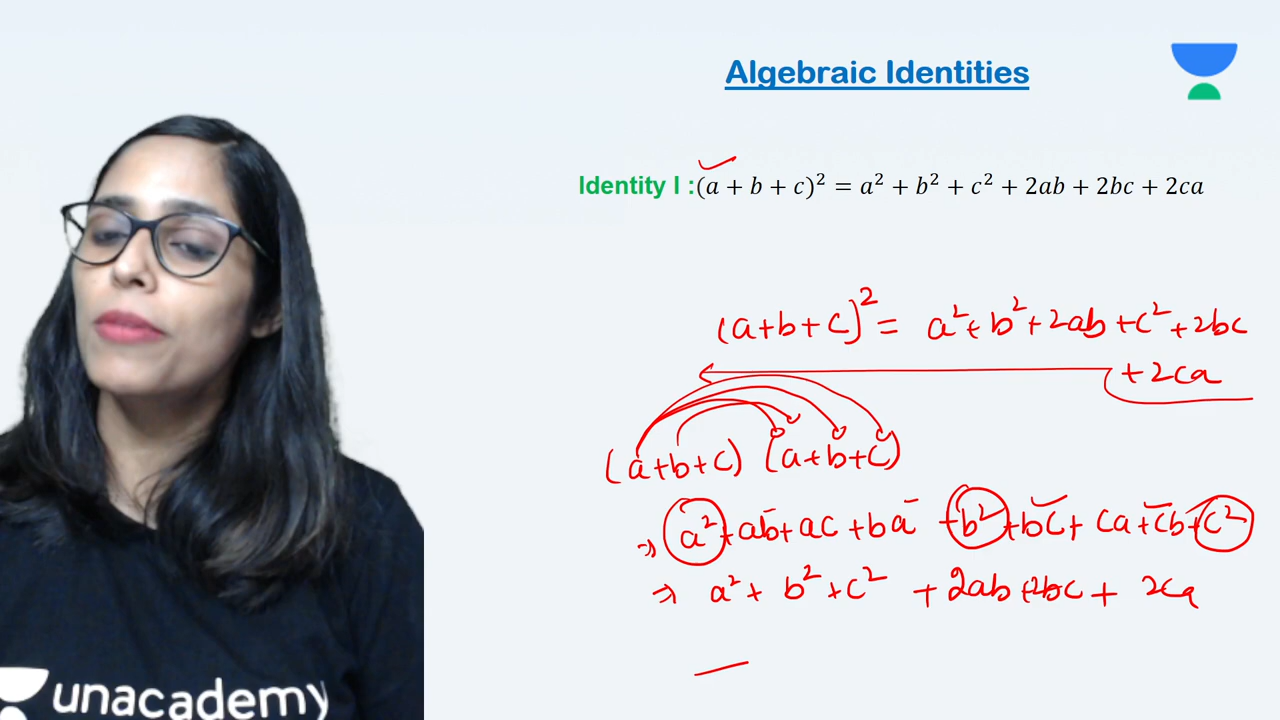 Algebraic Identities
Identity I :(a + b + c)² = a² + b² + c² + 2ab + 2bc + 2ca
(a+b+c)² = a²+b²+2ab+c²+2bc
+2ca
(a+b+c) (a+b+c)
⇒ a²+ab+ac+ba+b²+bc+ca+cb+c²
⇒ a²+b²+c²+2ab+2bc+2ca
unacademy